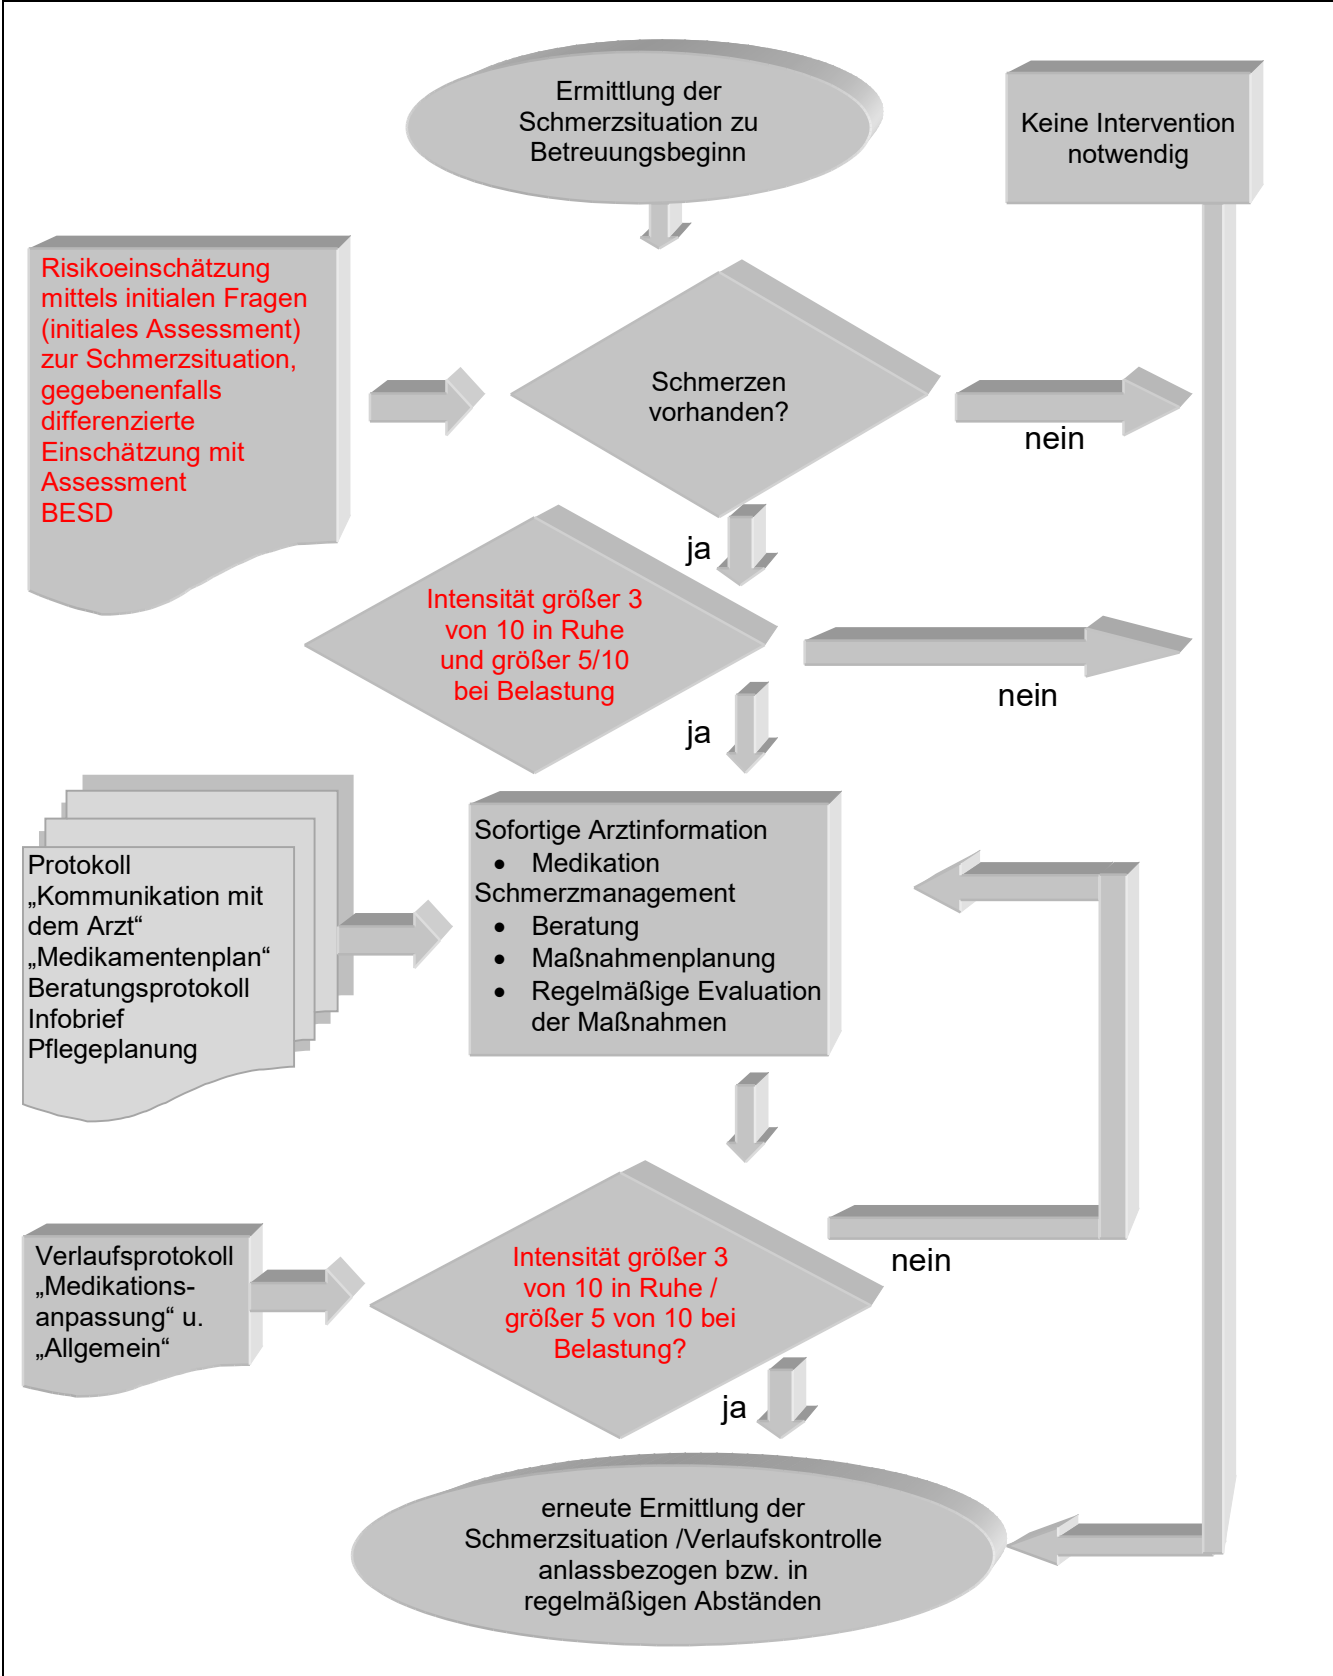 Ermittlung der
Schmerzsituation zu
Betreuungsbeginn
Keine Intervention
notwendig
Risikoeinschätzung
mittels initialen Fragen
(initiales Assessment)
zur Schmerzsituation,
gegebenenfalls
differenzierte
Einschätzung mit
Assessment
BESD
Schmerzen
vorhanden?
nein
ja
Intensität größer 3
von 10 in Ruhe
und größer 5/10
bei Belastung
nein
ja
Protokoll
„Kommunikation mit
dem Arzt“
„Medikamentenplan“
Beratungsprotokoll
Infobrief
Pflegeplanung
Sofortige Arztinformation
• Medikation
Schmerzmanagement
• Beratung
• Maßnahmenplanung
• Regelmäßige Evaluation
der Maßnahmen
Verlaufsprotokoll
„Medikations-
anpassung“ u.
„Allgemein“
Intensität größer 3
von 10 in Ruhe /
größer 5 von 10 bei
Belastung?
nein
ja
erneute Ermittlung der
Schmerzsituation /Verlaufskontrolle
anlassbezogen bzw. in
regelmäßigen Abständen